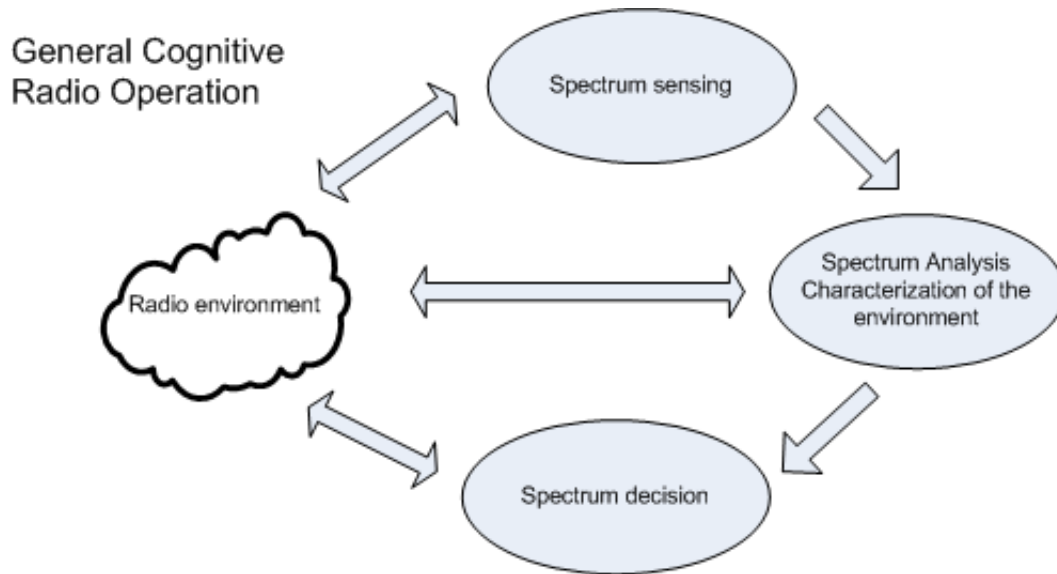 General Cognitive
Radio Operation
Spectrum sensing
Radio environment
Spectrum Analysis
Characterization of the
environment
Spectrum decision